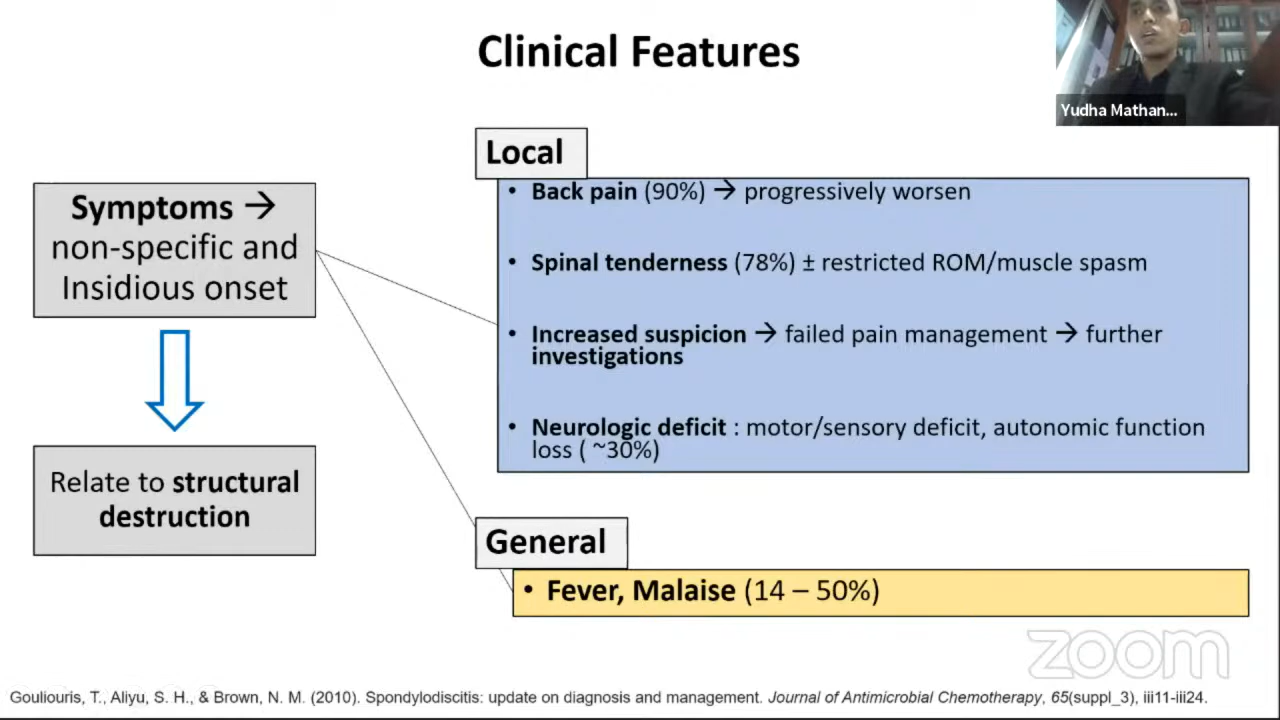 Clinical Features
Yudha Mathan...
Symptoms →
non-specific and
Insidious onset
Relate to structural
destruction
Local
• Back pain (90%) → progressively worsen
• Spinal tenderness (78%) ± restricted ROM/muscle spasm
• Increased suspicion → failed pain management → further
investigations
• Neurologic deficit : motor/sensory deficit, autonomic function
loss ( ~30%)
General
• Fever, Malaise (14 – 50%)
zoom
Gouliouris, T., Aliyu, S. H., & Brown, N. M. (2010). Spondylodiscitis: update on diagnosis and management. Journal of Antimicrobial Chemotherapy, 65(suppl_3), iii11-iii24.